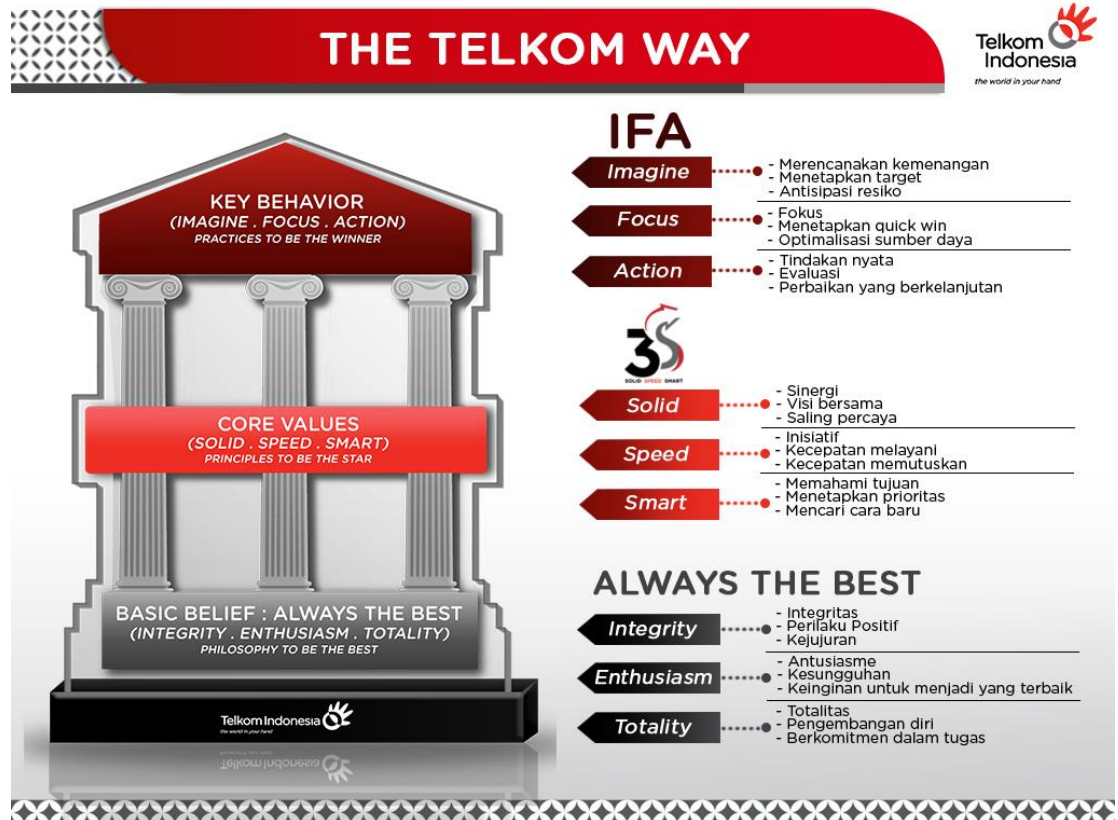 THE TELKOM WAY
Telkom
Indonesia
the world in your hand
KEY BEHAVIOR
(IMAGINE . FOCUS . ACTION)
PRACTICES TO BE THE WINNER
CORE VALUES
(SOLID . SPEED . SMART)
PRINCIPLES TO BE THE STAR
BASIC BELIEF : ALWAYS THE BEST
(INTEGRITY . ENTHUSIASM . TOTALITY)
PHILOSOPHY TO BE THE BEST
Telkom Indonesia
the world in your hand
Telkom Indonesia
IFA
Imagine
- Merencanakan kemenangan
- Menetapkan target
- Antisipasi resiko
Focus
- Fokus
- Menetapkan quick win
- Optimalisasi sumber daya
Action
- Tindakan nyata
- Evaluasi
- Perbaikan yang berkelanjutan
3S
SOLID SPEED SMART
Solid
- Sinergi
- Visi bersama
- Saling percaya
Speed
- Inisiatif
- Kecepatan melayani
- Kecepatan memutuskan
Smart
- Memahami tujuan
- Menetapkan prioritas
- Mencari cara baru
ALWAYS THE BEST
Integrity
- Integritas
- Perilaku Positif
- Kejujuran
Enthusiasm
- Antusiasme
- Kesungguhan
- Keinginan untuk menjadi yang terbaik
Totality
- Totalitas
- Pengembangan diri
- Berkomitmen dalam tugas